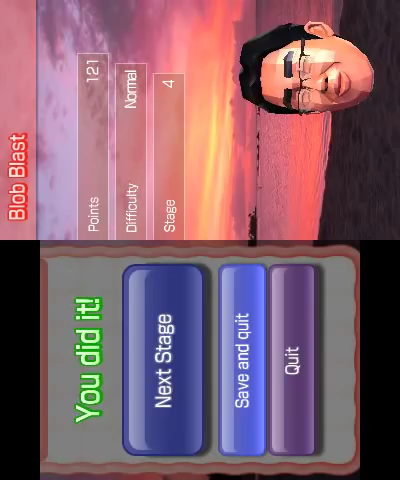 Blob Blast
Points 121
Difficulty Normal
Stage 4
You did it!
Next Stage
Save and quit
Quit